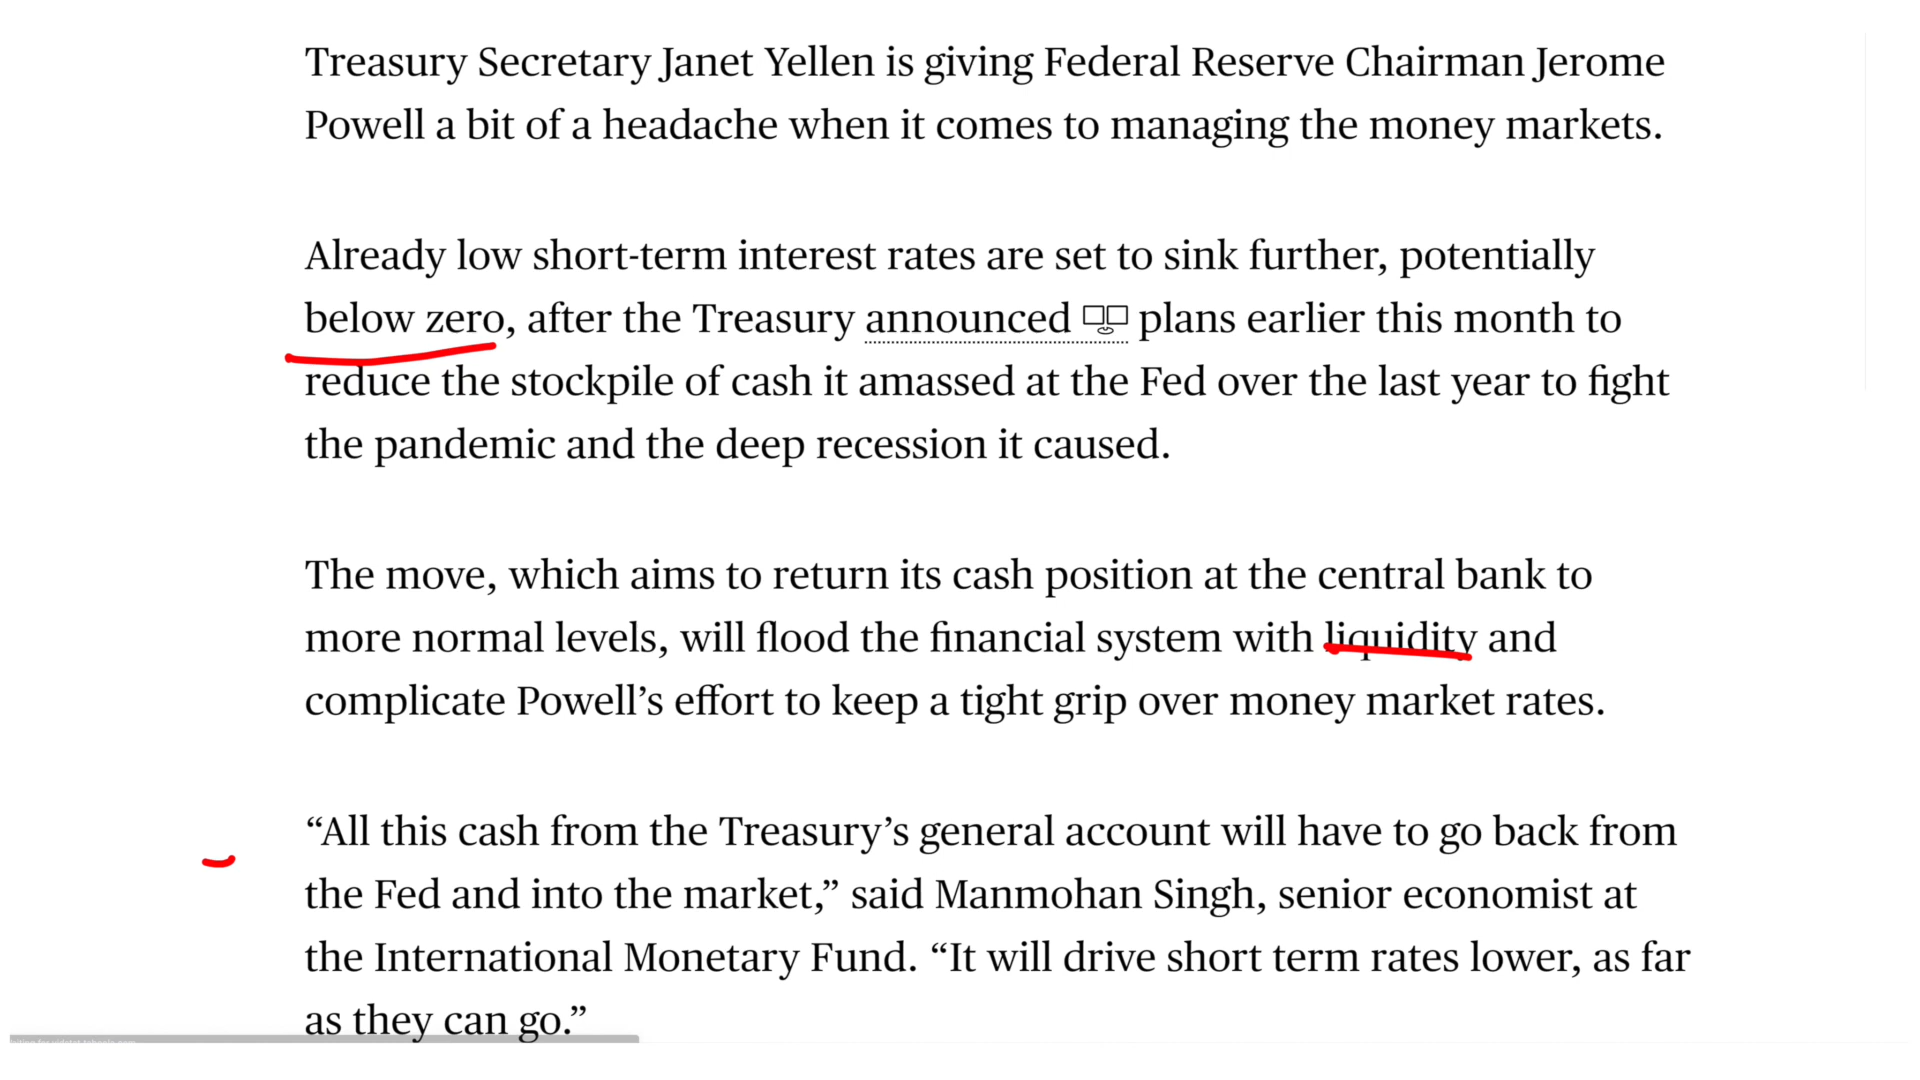 Treasury Secretary Janet Yellen is giving Federal Reserve Chairman Jerome
Powell a bit of a headache when it comes to managing the money markets.
Already low short-term interest rates are set to sink further, potentially
below zero, after the Treasury announced plans earlier this month to
reduce the stockpile of cash it amassed at the Fed over the last year to fight
the pandemic and the deep recession it caused.
The move, which aims to return its cash position at the central bank to
more normal levels, will flood the financial system with liquidity and
complicate Powell’s effort to keep a tight grip over money market rates.
“All this cash from the Treasury’s general account will have to go back from
the Fed and into the market,” said Manmohan Singh, senior economist at
the International Monetary Fund. “It will drive short term rates lower, as far
as they can go.”